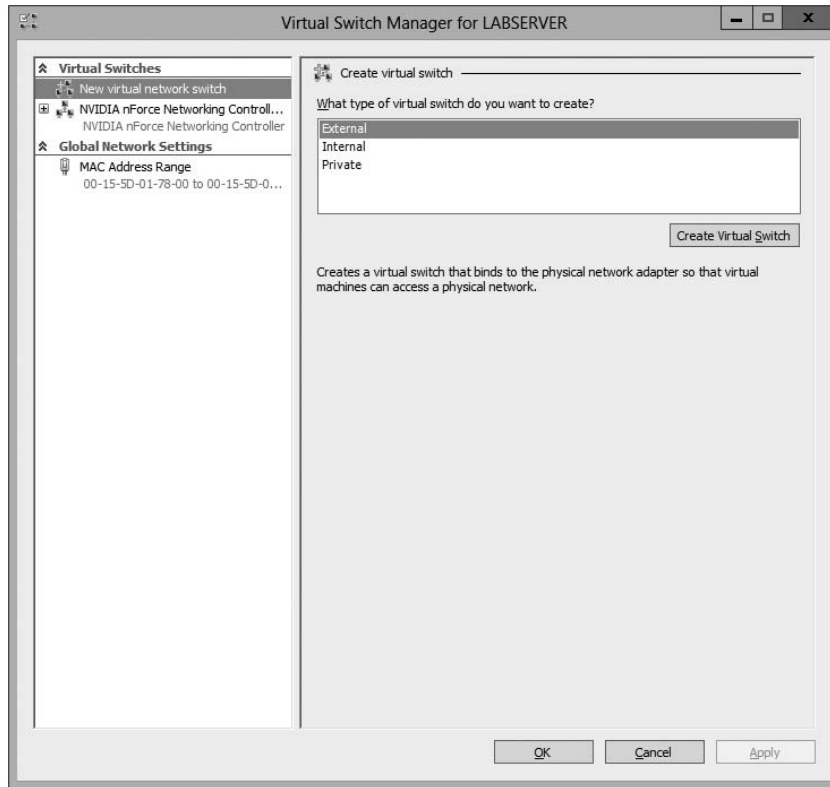 Virtual Switch Manager for LABSERVER
Virtual Switches
New virtual network switch
NVIDIA nForce Networking Controll...
NVIDIA nForce Networking Controller
Global Network Settings
MAC Address Range
00-15-5D-01-78-00 to 00-15-5D-0...
Create virtual switch
What type of virtual switch do you want to create?
External
Internal
Private
Create Virtual Switch
Creates a virtual switch that binds to the physical network adapter so that virtual
machines can access a physical network.
OK
Cancel
Apply